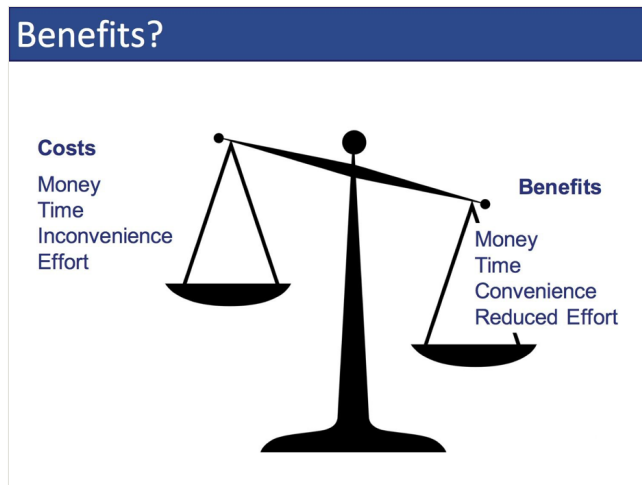 Benefits?
Costs
Money
Time
Inconvenience
Effort
Benefits
Money
Time
Convenience
Reduced Effort